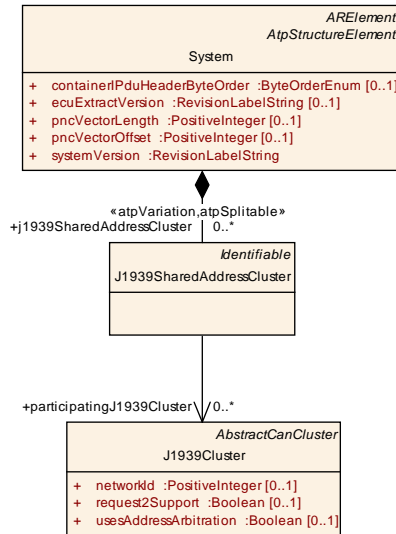 ARElement
AtpStructureElement
System
+ containerIPduHeaderByteOrder :ByteOrderEnum [0..1]
+ ecuExtractVersion :RevisionLabelString [0..1]
+ pncVectorLength :PositiveInteger [0..1]
+ pncVectorOffset :PositiveInteger [0..1]
+ systemVersion :RevisionLabelString
«atpVariation,atpSplitable»
+j1939SharedAddressCluster 0..*
Identifiable
J1939SharedAddressCluster
+participatingJ1939Cluster 0..*
AbstractCanCluster
J1939Cluster
+ networkId :PositiveInteger [0..1]
+ request2Support :Boolean [0..1]
+ usesAddressArbitration :Boolean [0..1]